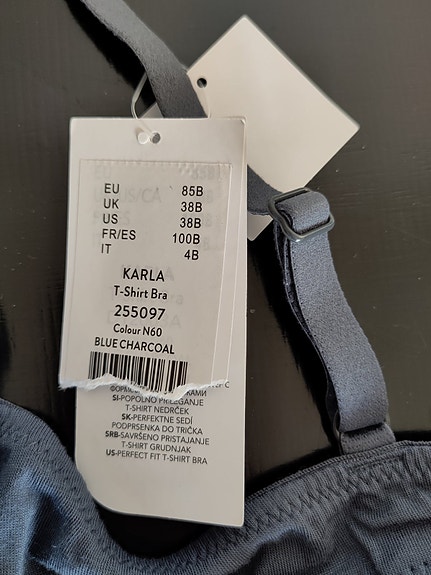 EU 85B
UK 38B
US 38B
FR/ES 100B
IT 4B
KARLA
T-Shirt Bra
255097
Colour N60
BLUE CHARCOAL
SI-POPOLNO PRILEGANJE
T-SHIRT NEDRČEK
SK-PERFEKTNE SEDÍ
PODPRSENKA DO TRIČKA
SRB-SAVRŠENO PRISTAJANJE
T-SHIRT GRUDNJAK
US-PERFECT FIT T-SHIRT BRA